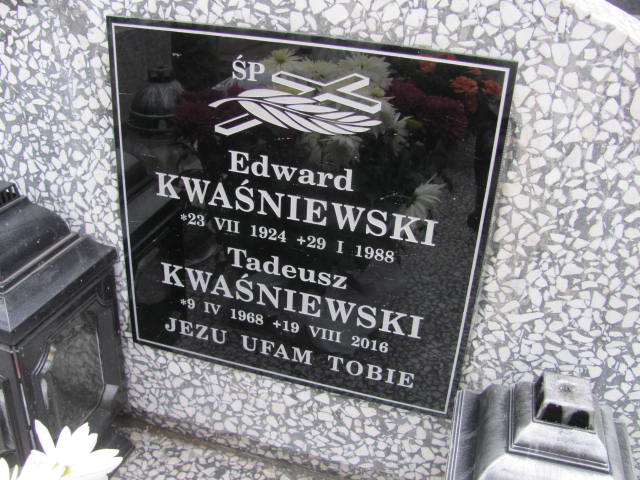 ŚP
Edward
KWAŚNIEWSKI
*23 VII 1924 +29 I 1988
Tadeusz
KWAŚNIEWSKI
*9 IV 1968 +19 VIII 2016
JEZU UFAM TOBIE